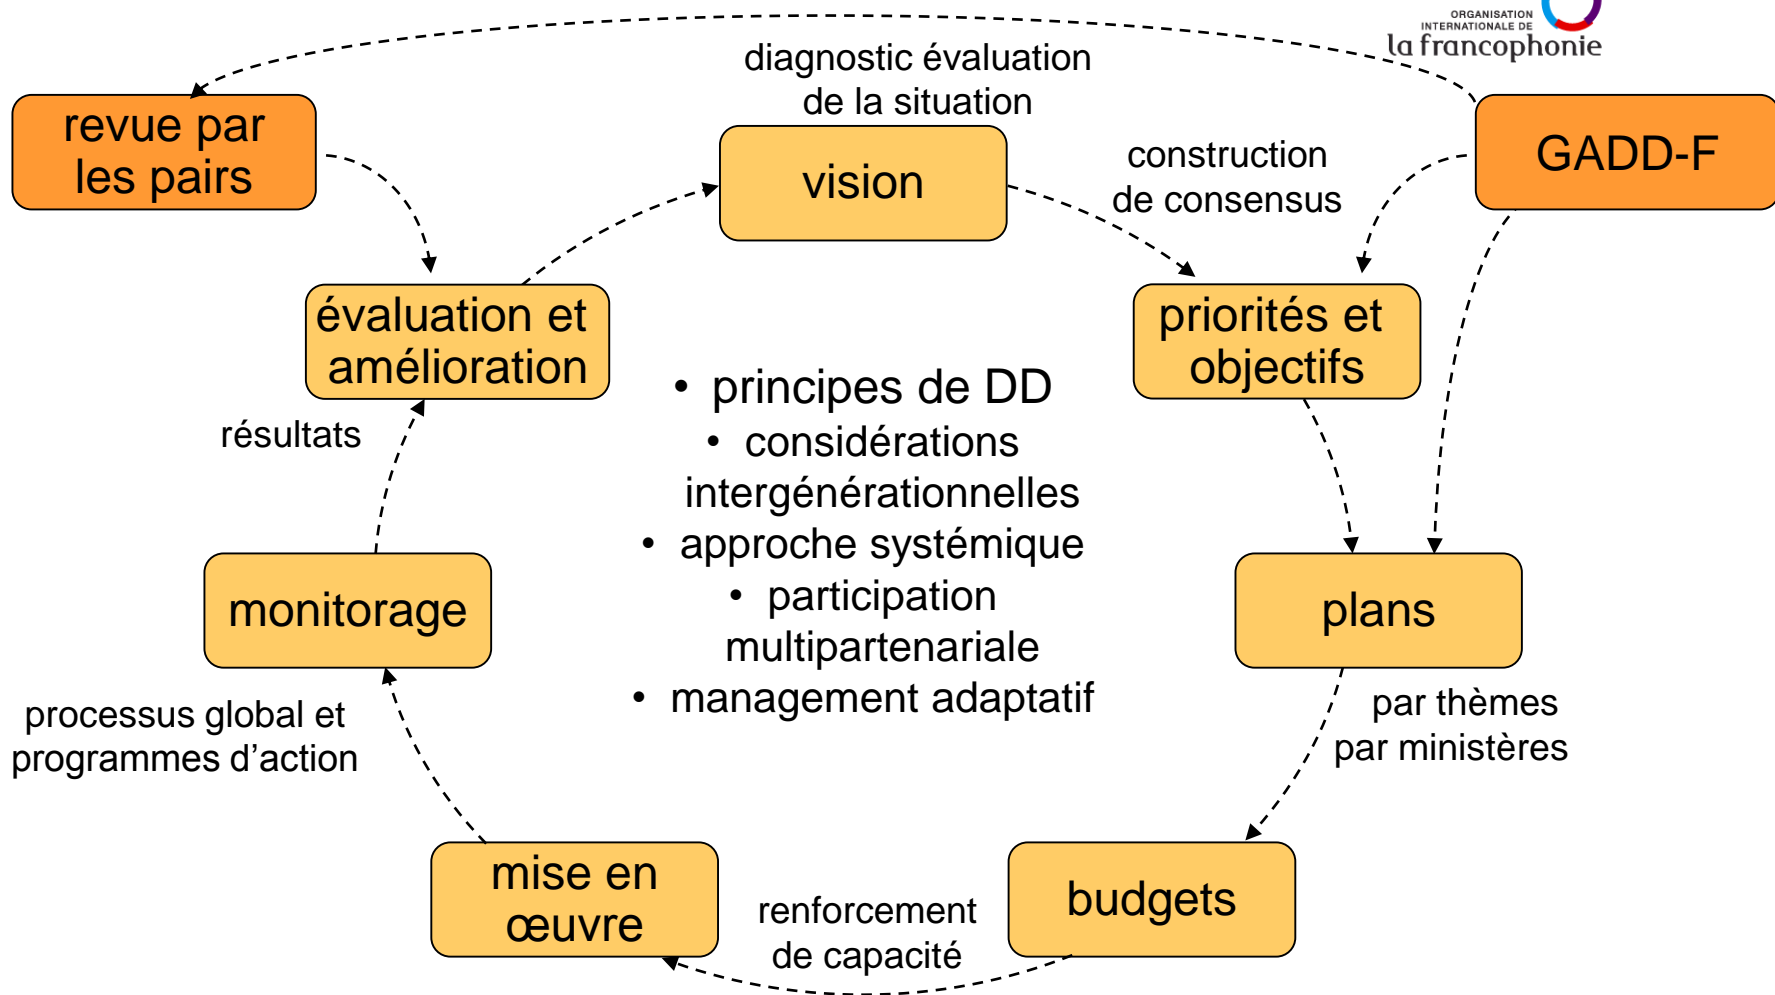 ORGANISATION
INTERNATIONALE DE
la francophonie
diagnostic évaluation
de la situation
revue par
les pairs
vision
construction
de consensus
GADD-F
évaluation et
amélioration
priorités et
objectifs
• principes de DD
• considérations
intergénérationnelles
• approche systémique
• participation
multipartenariale
• management adaptatif
résultats
monitorage
plans
processus global et
programmes d’action
par thèmes
par ministères
mise en
œuvre
renforcement
de capacité
budgets